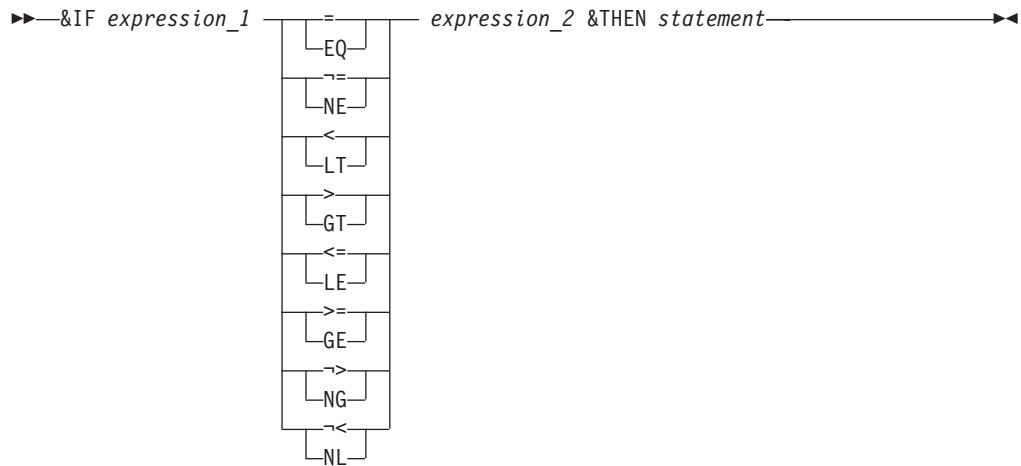 &IF expression_1 = expression_2 &THEN statement
EQ
¬=
NE
<
LT
>
GT
<=
LE
>=
GE
¬>
NG
¬<
NL